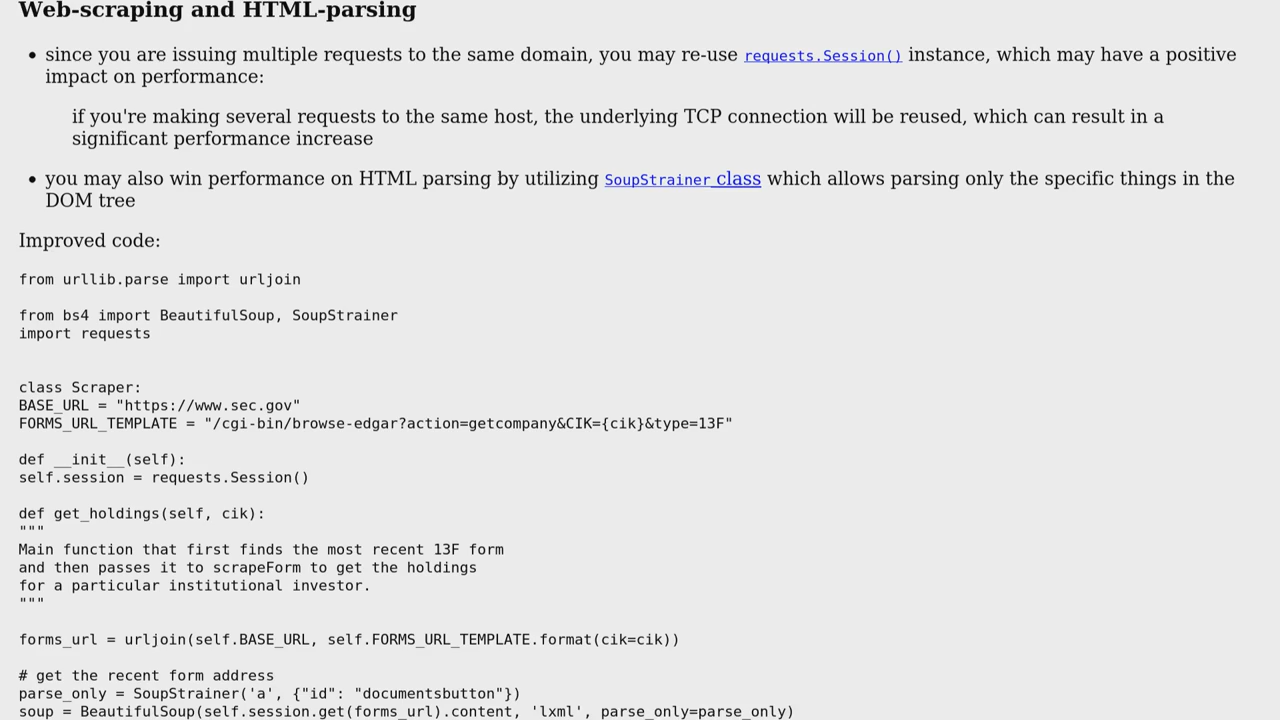 Web-scraping and HTML-parsing
• since you are issuing multiple requests to the same domain, you may re-use requests.Session() instance, which may have a positive
impact on performance:
if you're making several requests to the same host, the underlying TCP connection will be reused, which can result in a
significant performance increase
• you may also win performance on HTML parsing by utilizing SoupStrainer class which allows parsing only the specific things in the
DOM tree
Improved code:
from urllib.parse import urljoin
from bs4 import BeautifulSoup, SoupStrainer
import requests
class Scraper:
BASE_URL = "https://www.sec.gov"
FORMS_URL_TEMPLATE = "/cgi-bin/browse-edgar?action=getcompany&CIK={cik}&type=13F"
def __init__(self):
self.session = requests.Session()
def get_holdings(self, cik):
"""
Main function that first finds the most recent 13F form
and then passes it to scrapeForm to get the holdings
for a particular institutional investor.
"""
forms_url = urljoin(self.BASE_URL, self.FORMS_URL_TEMPLATE.format(cik=cik))
# get the recent form address
parse_only = SoupStrainer('a', {"id": "documentsbutton"})
soup = BeautifulSoup(self.session.get(forms_url).content, 'lxml', parse_only=parse_only)